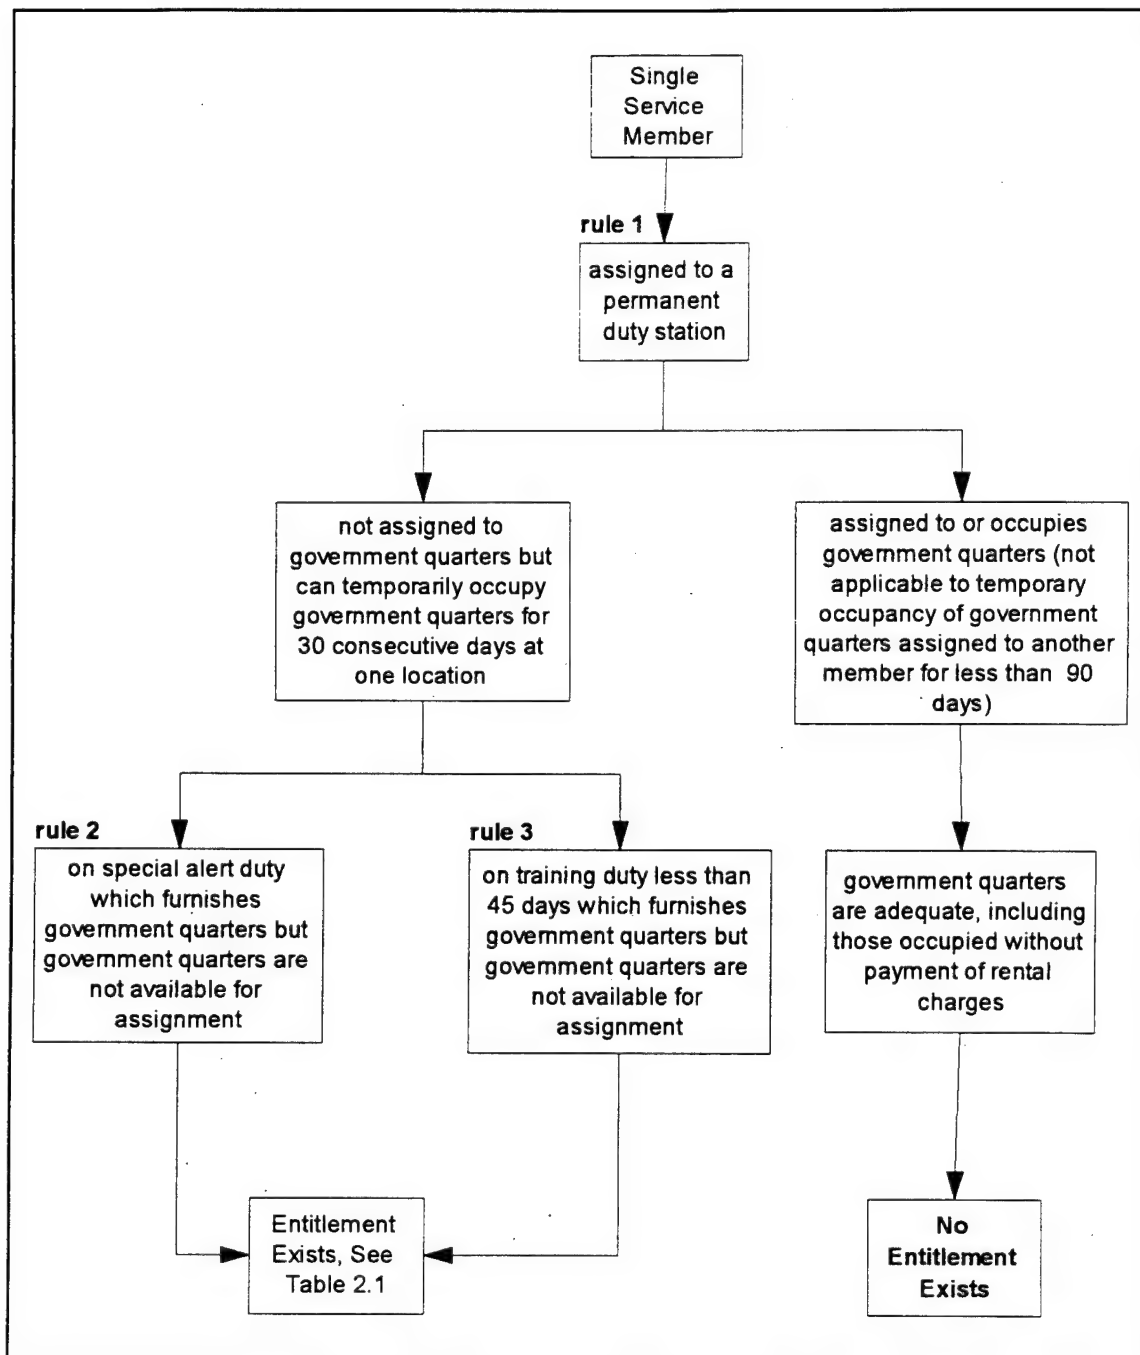 Single
Service
Member
rule 1
assigned to a
permanent
duty station
not assigned to
government quarters but
can temporarily occupy
government quarters for
30 consecutive days at
one location
assigned to or occupies
government quarters (not
applicable to temporary
occupancy of government
quarters assigned to another
member for less than 90
days)
rule 2
on special alert duty
which furnishes
government quarters but
government quarters are
not available for
assignment
rule 3
on training duty less than
45 days which furnishes
government quarters but
government quarters are
not available for
assignment
government quarters
are adequate, including
those occupied without
payment of rental
charges
Entitlement
Exists, See
Table 2.1
No
Entitlement
Exists